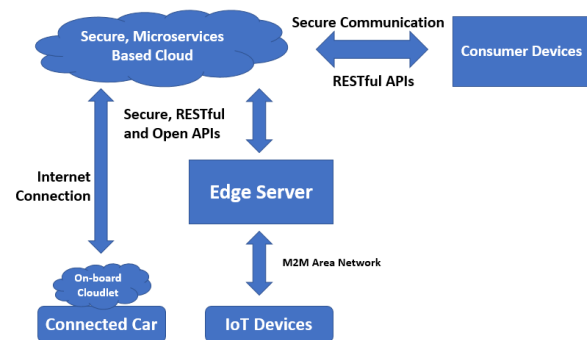 Secure Communication
Secure, Microservices
Based Cloud
Consumer Devices
RESTful APIs
Secure, RESTful
and Open APIs
Internet
Connection
Edge Server
M2M Area Network
On-board
Cloudlet
Connected Car
IoT Devices